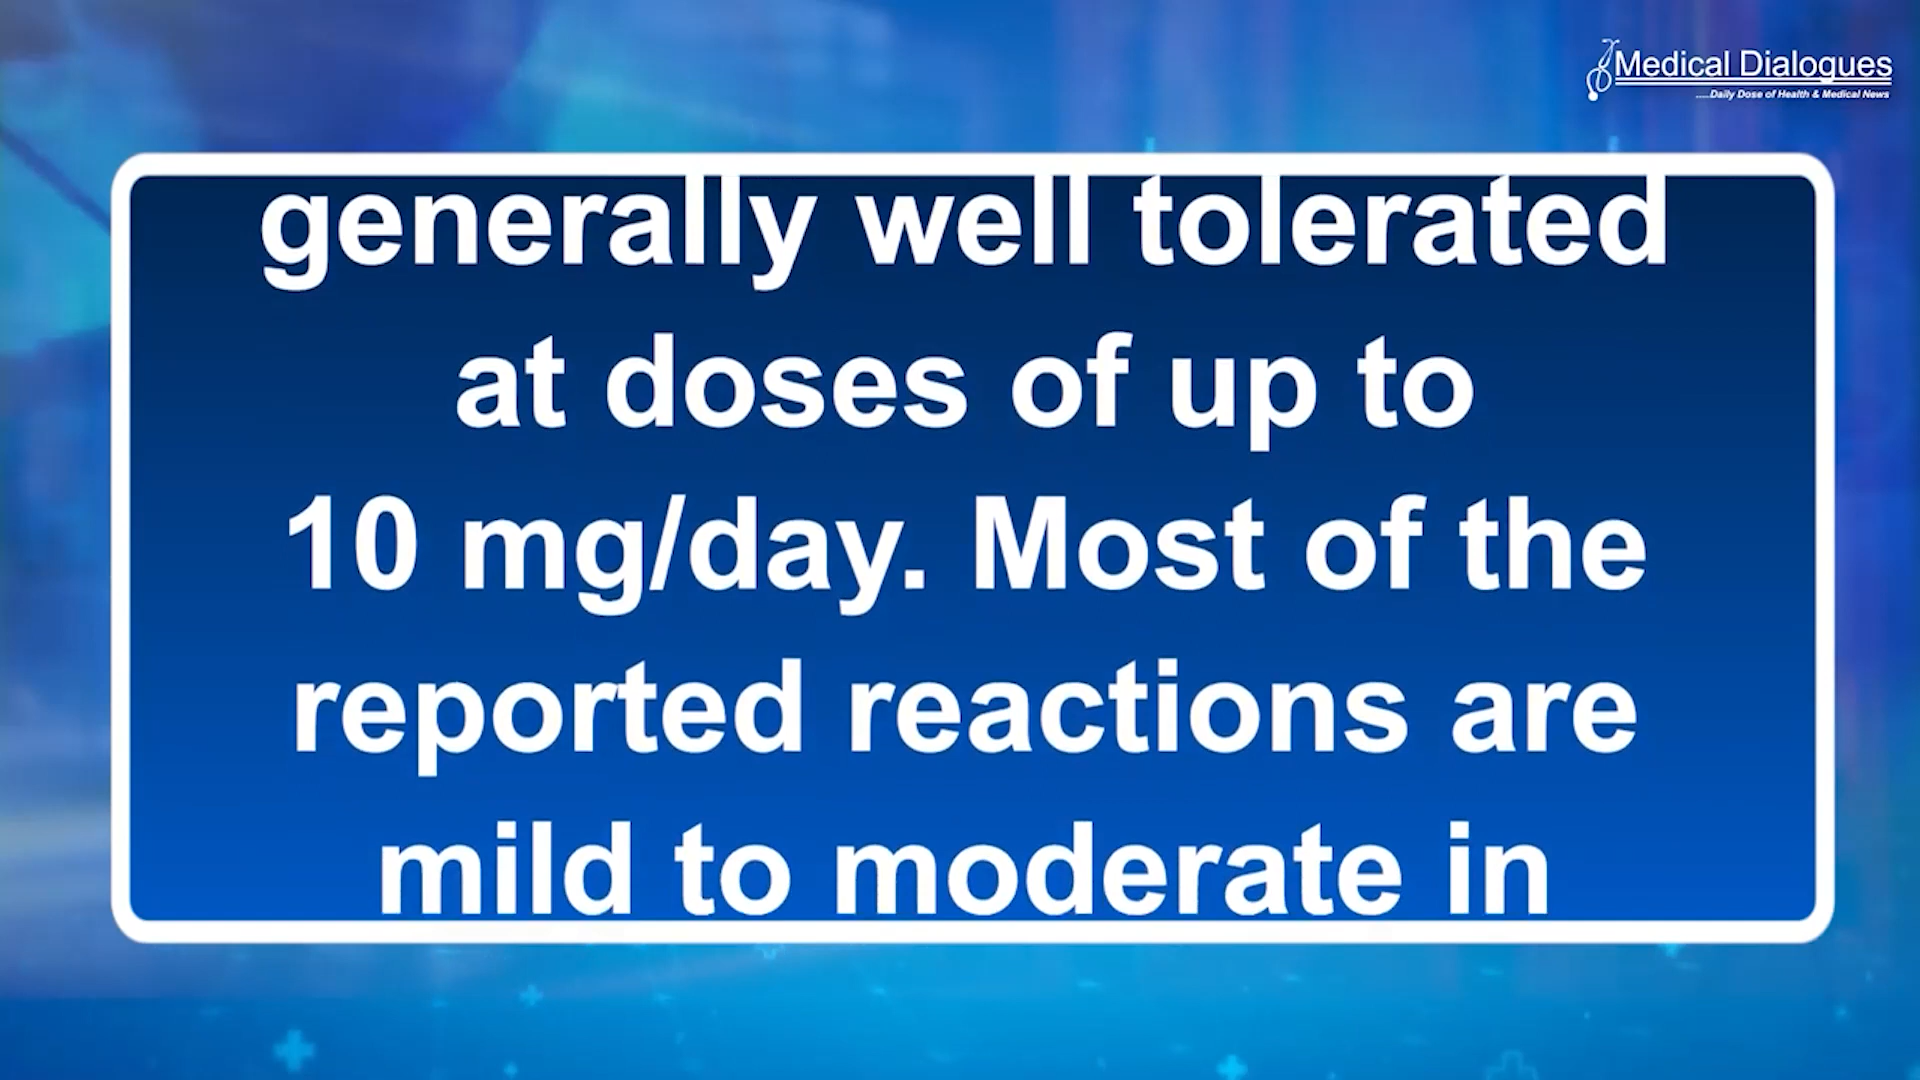 Medical Dialogues
.....Daily Dose of Health & Medical News
generally well tolerated
at doses of up to
10 mg/day. Most of the
reported reactions are
mild to moderate in